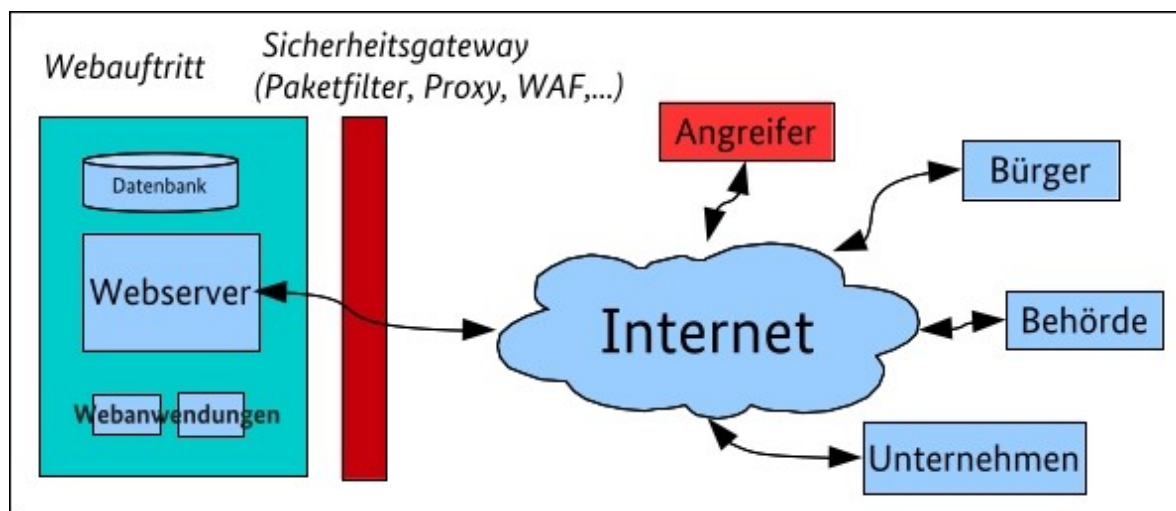 Webauftritt
Sicherheitsgateway
(Paketfilter, Proxy, WAF,...)
Angreifer
Bürger
Datenbank
Webserver
Internet
Behörde
Webanwendungen
Unternehmen